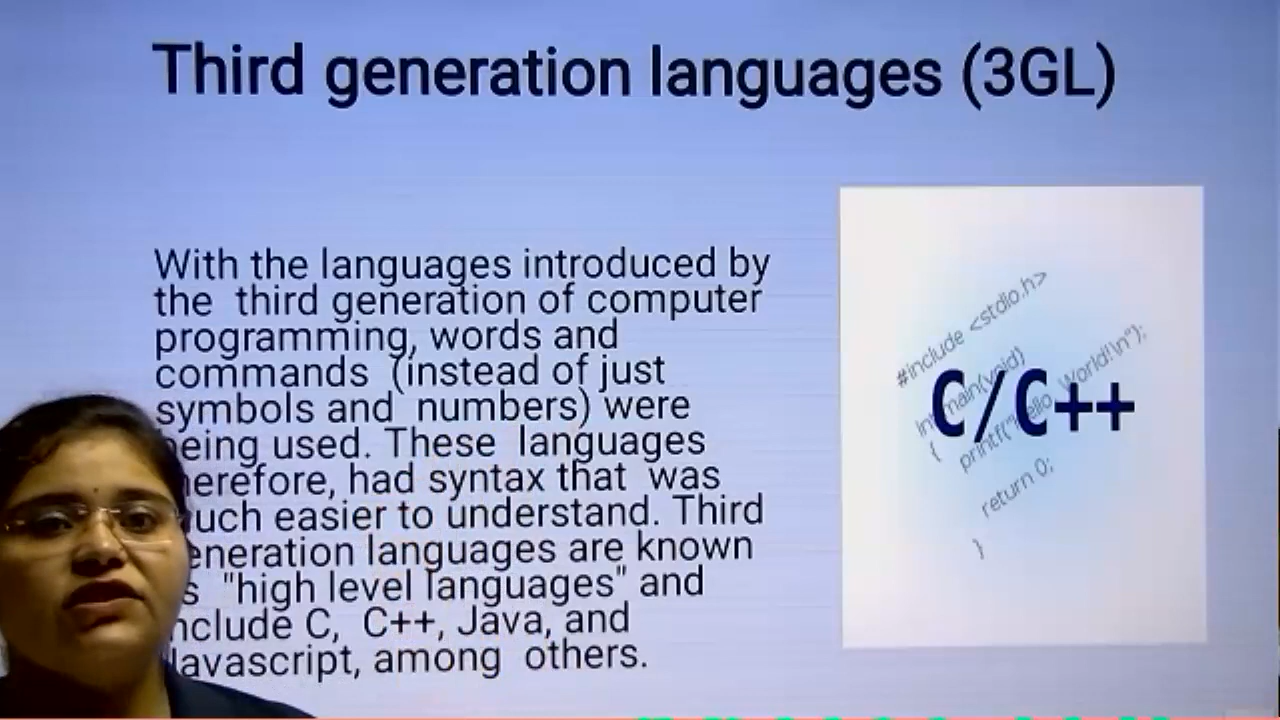 Third generation languages (3GL)
With the languages introduced by
the third generation of computer
programming, words and
commands (instead of just
symbols and numbers) were
being used. These languages
herefore, had syntax that was
uch easier to understand. Third
eneration languages are known
s "high level languages" and
nclude C, C++, Java, and
Javascript, among others.
#include <stdio.h>
int main(void)
C/C++
{ printf("Hello World!\n");
return 0;
}